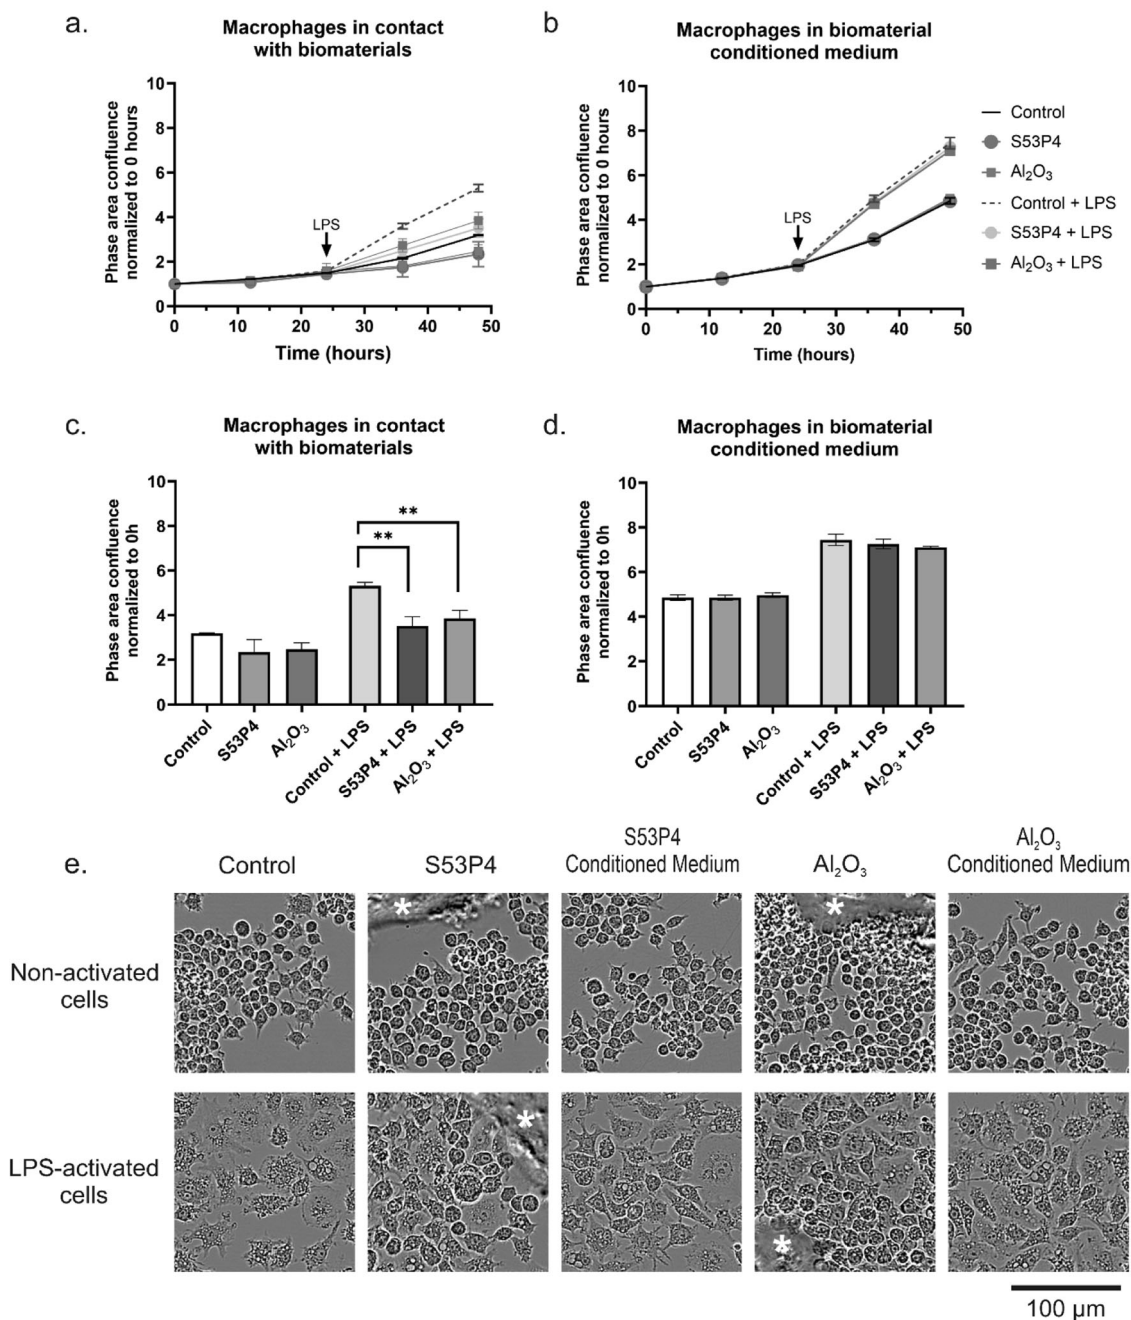 a.
Macrophages in contact
with biomaterials
Phase area confluence
normalized to 0 hours
10
8
6
4
2
0
LPS
0 10 20 30 40 50
Time (hours)
b
Macrophages in biomaterial
conditioned medium
Phase area confluence
normalized to 0 hours
10
8
6
4
2
0
LPS
0 10 20 30 40 50
Time (hours)
Control
S53P4
Al₂O₃
Control + LPS
S53P4 + LPS
Al₂O₃ + LPS
c.
Macrophages in contact
with biomaterials
Phase area confluence
normalized to 0h
10
8
6
4
2
0
**
**
Control
S53P4
Al₂O₃
Control + LPS
S53P4 + LPS
Al₂O₃ + LPS
d.
Macrophages in biomaterial
conditioned medium
Phase area confluence
normalized to 0h
10
8
6
4
2
0
Control
S53P4
Al₂O₃
Control + LPS
S53P4 + LPS
Al₂O₃ + LPS
e.
Control
S53P4
S53P4
Conditioned Medium
Al₂O₃
Al₂O₃
Conditioned Medium
Non-activated
cells
*
*
LPS-activated
cells
*
*
100 µm